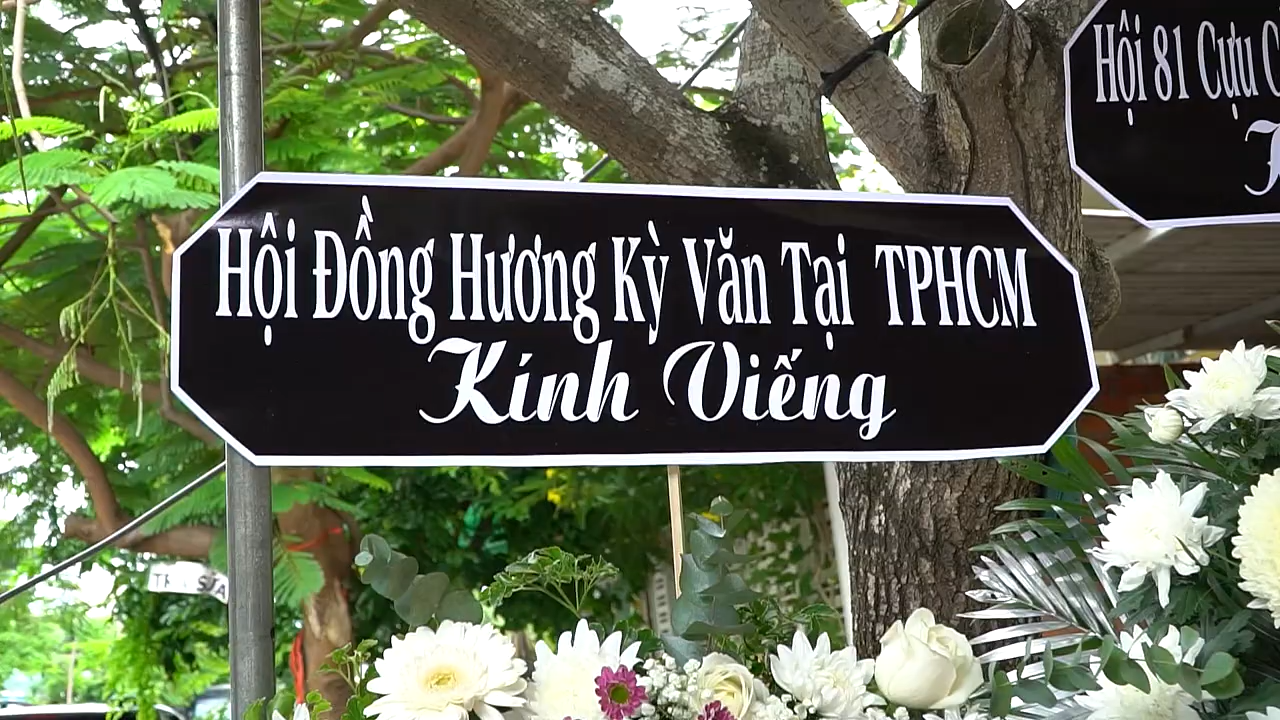 Hội Đồng Hương Kỳ Văn Tại TPHCM
Kính Viếng
Hội 81 Cựu